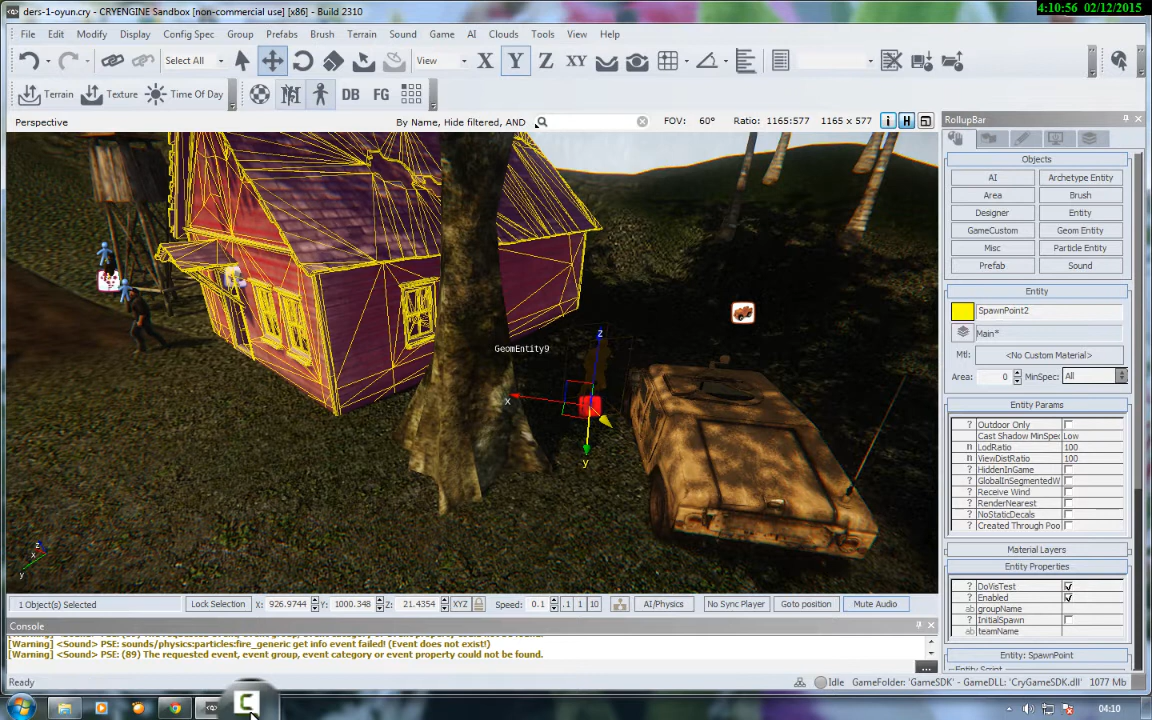 ders-1-oyun.cry - CRYENGINE Sandbox [non-commercial use] [x86] - Build 2310
4:10:56 02/12/2015
File Edit Modify Display Config Spec Group Prefabs Brush Terrain Sound Game AI Clouds Tools View Help
Select All View X Y Z XY
Terrain Texture Time Of Day DB FG
Perspective By Name, Hide filtered, AND FOV: 60° Ratio: 1165:577 1165 x 577 i H
RollupBar
Objects
AI Archetype Entity
Area Brush
Designer Entity
GameCustom Geom Entity
Misc Particle Entity
Prefab Sound
Entity
SpawnPoint2
Main*
Mtl: <No Custom Material>
Area: 0 MinSpec: All
Entity Params
? Outdoor Only
Cast Shadow MinSpec Low
n LodRatio 100
n ViewDistRatio 100
? HiddenInGame
? GlobalInSegmentedW
? Receive Wind
? RenderNearest
? NoStaticDecals
? Created Through Poo
Material Layers
Entity Properties
? DoVisTest
? Enabled
ab groupName
? InitialSpawn
ab teamName
Entity: SpawnPoint
Entity Script
GeomEntity9
z
x
y
z
x
y
1 Object(s) Selected Lock Selection X: 926.9744 Y: 1000.348 Z: 21.4354 XYZ Speed: 0.1 .1 1 10 AI/Physics No Sync Player Goto position Mute Audio
Console
[Warning] <Sound> PSE: sounds/physics:particles:fire_generic get info event failed! (Event does not exist!)
[Warning] <Sound> PSE: (89) The requested event, event group, event category or event property could not be found.
...
Ready Idle GameFolder: 'GameSDK' - GameDLL: 'CryGameSDK.dll' 1077 Mb
04:10